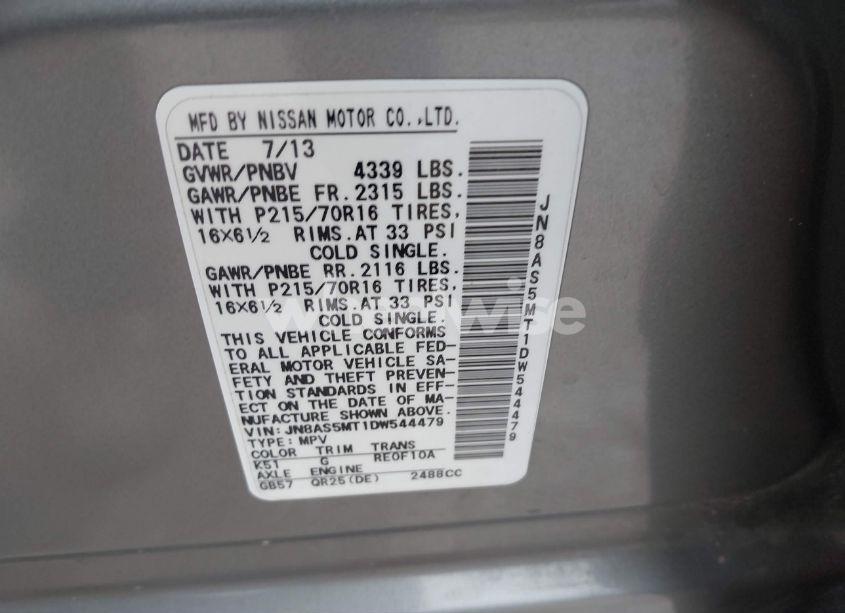 MFD BY NISSAN MOTOR CO.,LTD.
DATE 7/13
GVWR/PNBV 4339 LBS.
GAWR/PNBE FR. 2315 LBS.
WITH P215/70R16 TIRES,
16X6½ RIMS. AT 33 PSI
COLD SINGLE.
GAWR/PNBE RR. 2116 LBS.
WITH P215/70R16 TIRES,
16X6½ RIMS. AT 33 PSI
COLD SINGLE.
THIS VEHICLE CONFORMS
TO ALL APPLICABLE FED-
ERAL MOTOR VEHICLE SA-
FETY AND THEFT PREVEN-
TION STANDARDS IN EFF-
ECT ON THE DATE OF MA-
NUFACTURE SHOWN ABOVE.
VIN: JN8AS5MT1DW544479
TYPE: MPV
COLOR TRIM TRANS
K51 G RE0F10A
AXLE ENGINE
GB57 QR25(DE) 2488CC
JN8AS5MT1DW544479